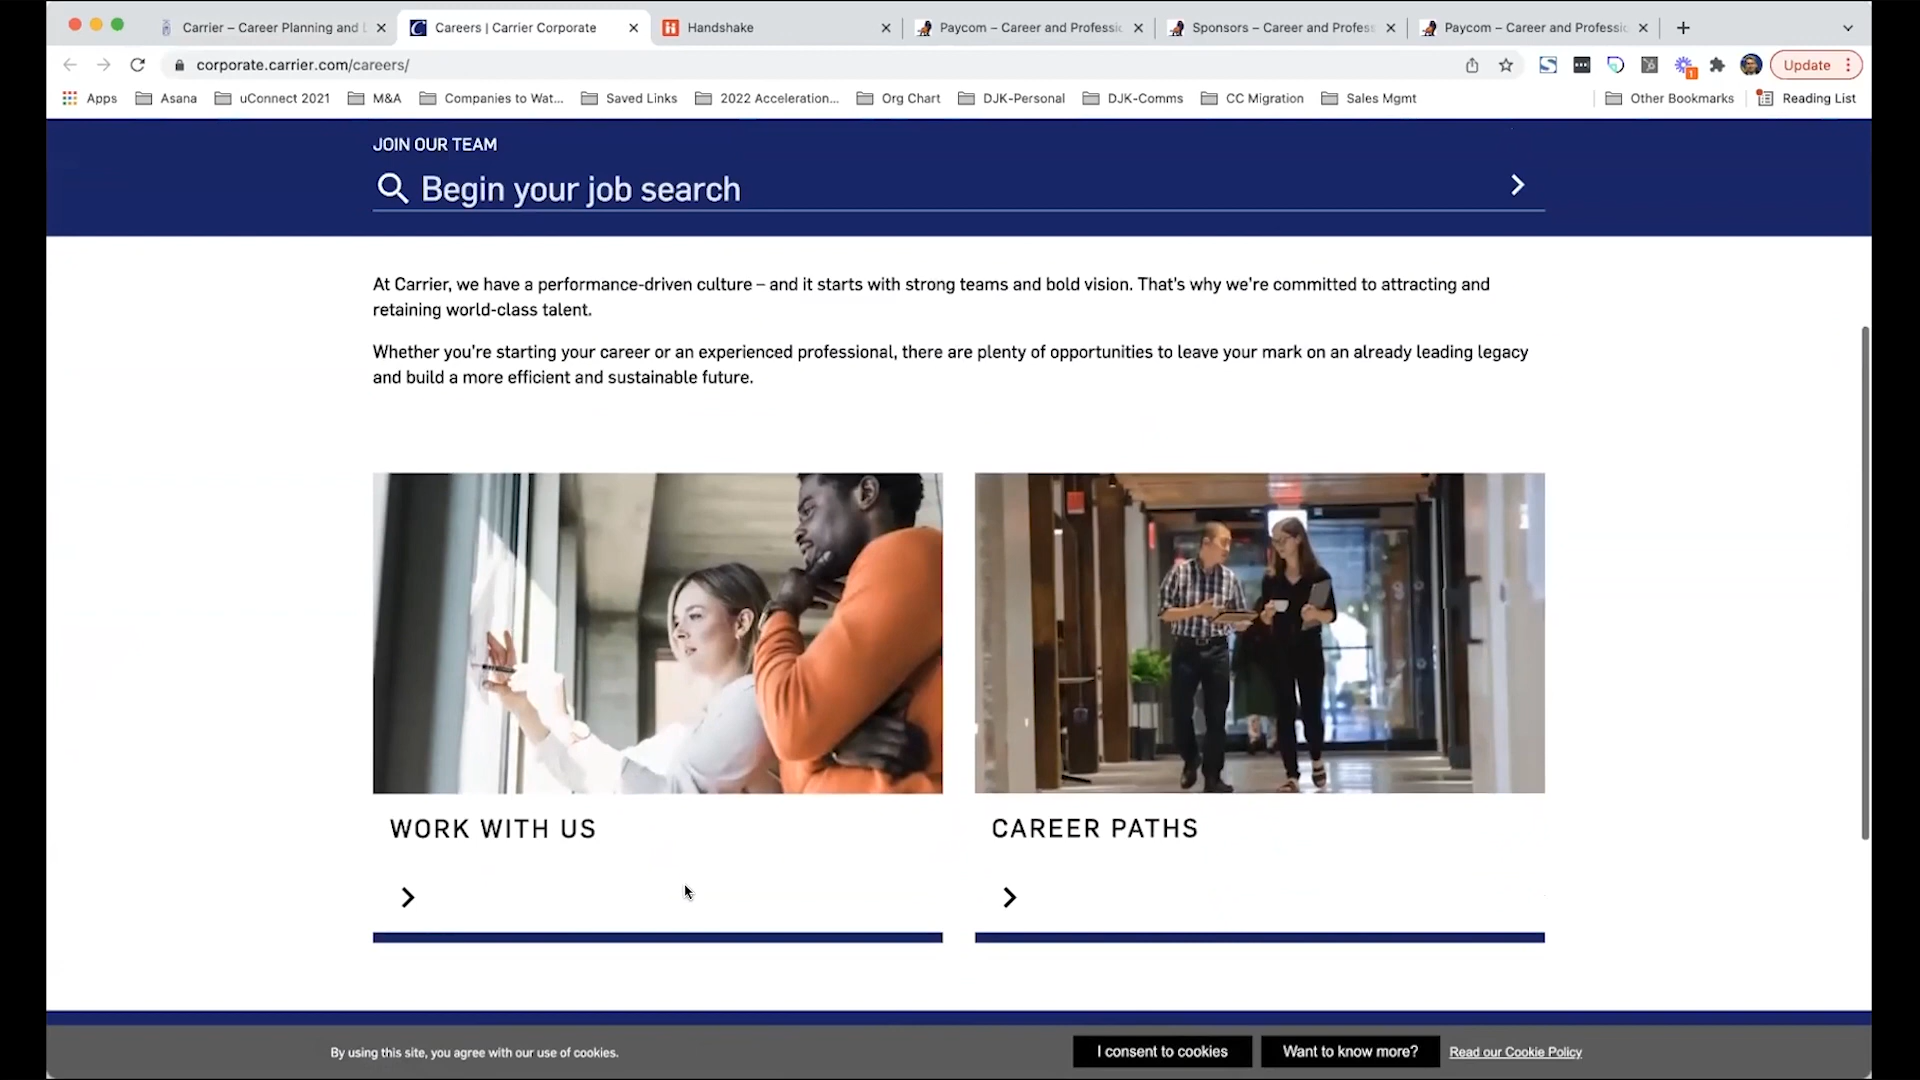 Carrier – Career Planning and
Careers | Carrier Corporate
Handshake
Paycom – Career and Professi
Sponsors – Career and Profes
Paycom – Career and Professi
corporate.carrier.com/careers/
Update
Apps
Asana
uConnect 2021
M&A
Companies to Wat...
Saved Links
2022 Acceleration...
Org Chart
DJK-Personal
DJK-Comms
CC Migration
Sales Mgmt
Other Bookmarks
Reading List
JOIN OUR TEAM
Begin your job search
At Carrier, we have a performance-driven culture – and it starts with strong teams and bold vision. That's why we're committed to attracting and
retaining world-class talent.
Whether you're starting your career or an experienced professional, there are plenty of opportunities to leave your mark on an already leading legacy
and build a more efficient and sustainable future.
WORK WITH US
CAREER PATHS
By using this site, you agree with our use of cookies.
I consent to cookies
Want to know more?
Read our Cookie Policy